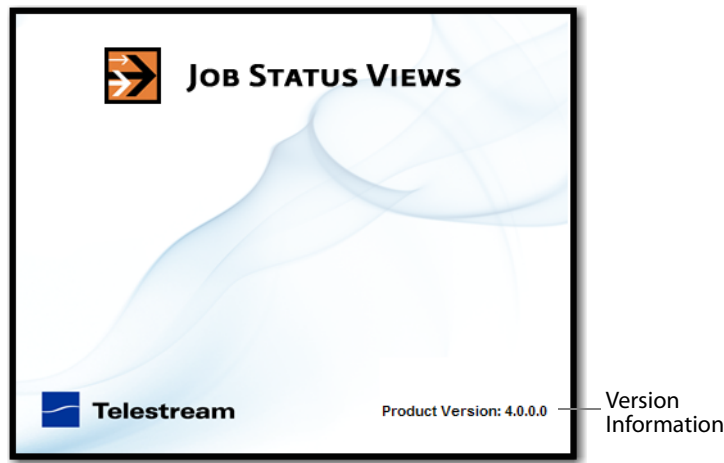 JOB STATUS VIEWS
Telestream
Product Version: 4.0.0.0
Version
Information